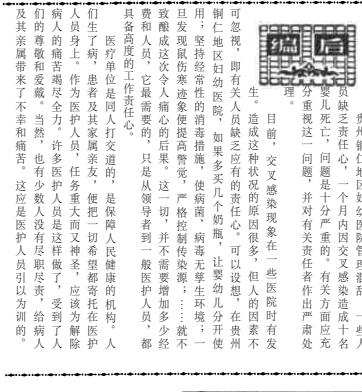 编后
贵州铜仁地区妇幼医院管理混乱，一些人
员缺乏责任心，一个月内因交叉感染造成十名
婴儿死亡，问题是十分严重的。有关方面应充
分重视这一问题，并对有关责任者作出严肃处
理。
目前，交叉感染现象在一些医院时有发
生。造成这种状况的原因很多，但人的因素不
可忽视，即有关人员缺乏应有的责任心。可以设想，在贵州
铜仁地区妇幼医院，如果多买几个奶瓶，让婴幼儿分开使
用；坚持经常性的消毒措施，使病菌、病毒无孳生环境；一
旦发现鼠伤寒迹象便提高警觉，严格控制传染源；……就不
致酿成这次令人痛心的后果。这一切，并不需要增加多少经
费和人员，它最需要的，只是从领导者到一般医护人员，都
具备高度的工作责任心。
医疗单位是同人打交道的，是保障人民健康的机构。人
们生了病，患者及其家属亲友，便把一切希望都寄托在医护
人员身上。作为医护人员，任务重大而又神圣，应该为解除
病人的痛苦竭尽全力。许多医护人员是这样做了，受到了人
们的尊敬和爱戴。当然，也有少数人没有尽职尽责，给病人
及其亲属带来了不幸和痛苦。这应是医护人员引以为训的。